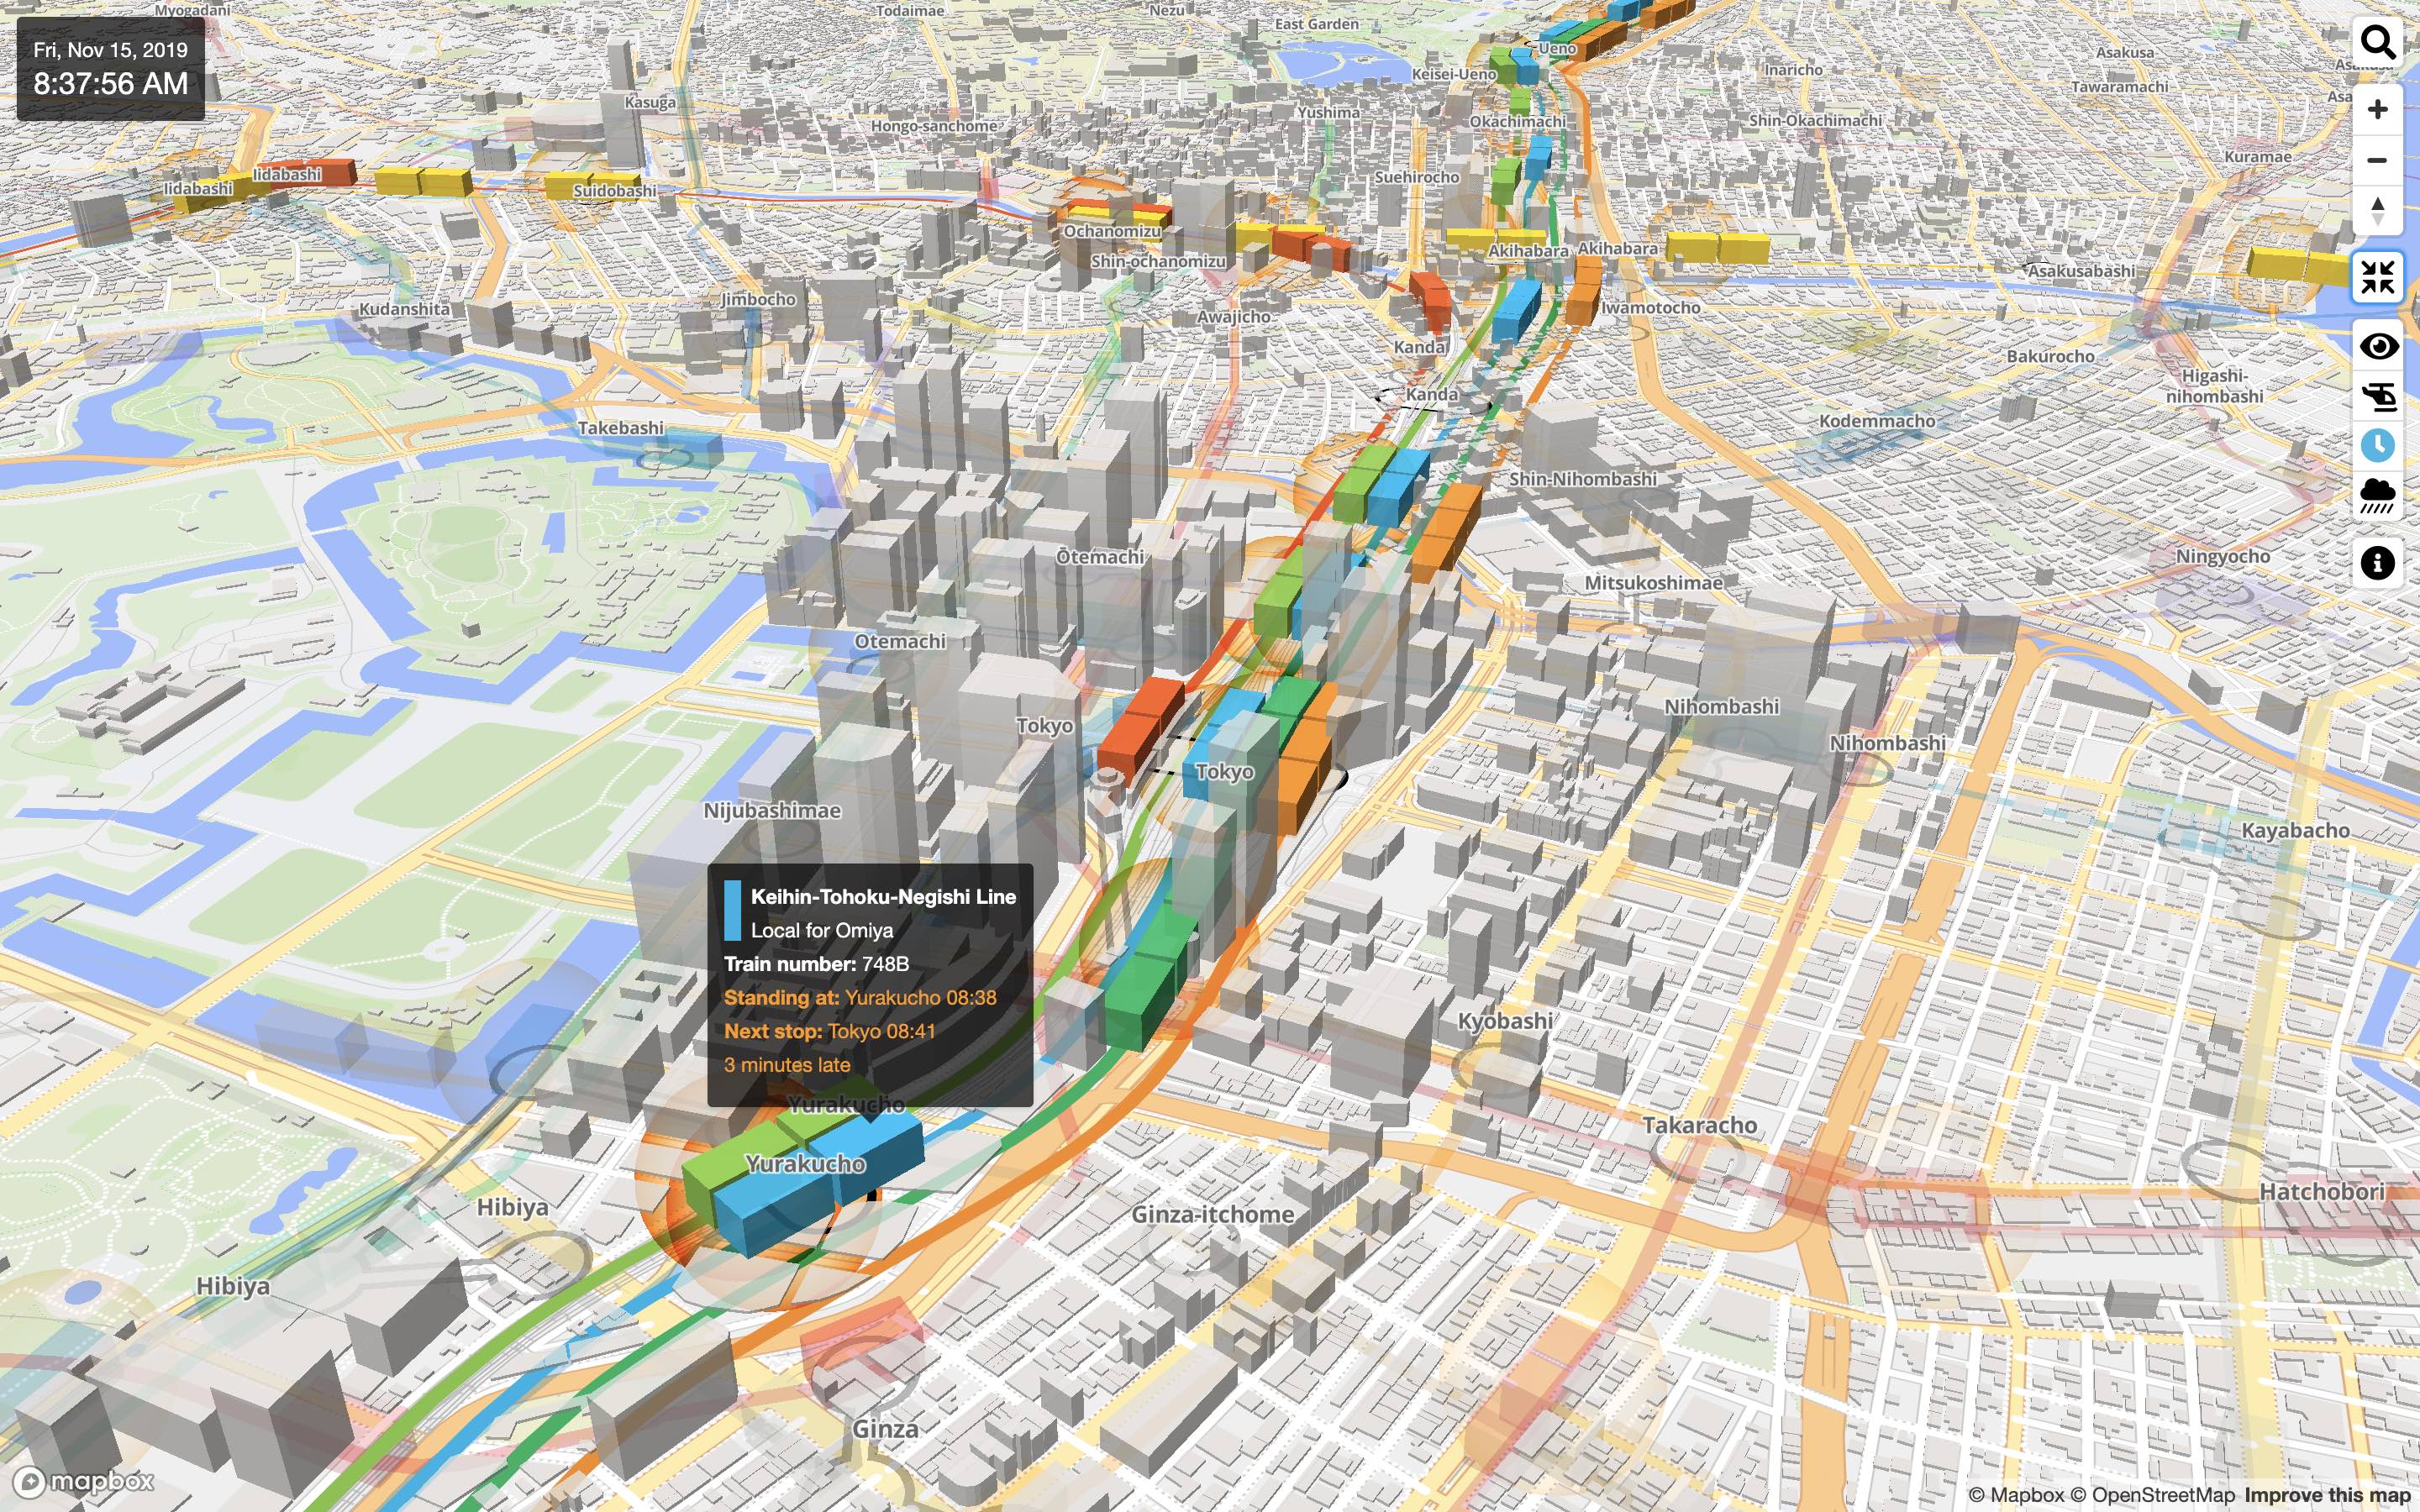 Myogadani
Todaimae
Nezu
East Garden
Ueno
Asakusa
Fri, Nov 15, 2019
8:37:56 AM
Keisei-Ueno
Inaricho
Tawaramachi
Kasuga
Hongo-sanchome
Yushima
Okachimachi
Shin-Okachimachi
Kuramae
Iidabashi
Iidabashi
Suidobashi
Suehirocho
Ochanomizu
Shin-ochanomizu
Akihabara
Akihabara
Asakusabashi
Kudanshita
Jimbocho
Awajicho
Iwamotocho
Kanda
Bakurocho
Higashi-
nihombashi
Kanda
Takebashi
Kodemmacho
Shin-Nihombashi
Otemachi
Mitsukoshimae
Ningyocho
Otemachi
Tokyo
Nihombashi
Nihombashi
Tokyo
Nijubashimae
Kayabacho
Keihin-Tohoku-Negishi Line
Local for Omiya
Train number: 748B
Standing at: Yurakucho 08:38
Next stop: Tokyo 08:41
3 minutes late
Kyobashi
Yurakucho
Takaracho
Yurakucho
Hibiya
Ginza-itchome
Hatchobori
Hibiya
Ginza
mapbox
© Mapbox © OpenStreetMap Improve this map